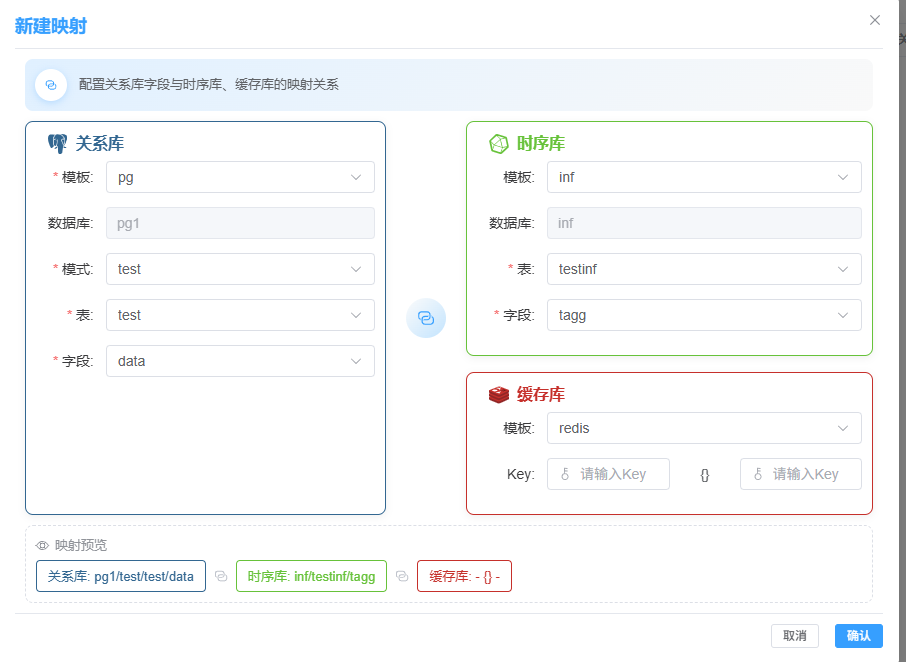 新建映射
配置关系库字段与时序库、缓存库的映射关系
关系库
* 模板: pg
数据库: pg1
* 模式: test
* 表: test
* 字段: data
时序库
模板: inf
数据库: inf
* 表: testinf
* 字段: tagg
缓存库
模板: redis
Key: 请输入Key {} 请输入Key
映射预览
关系库: pg1/test/test/data 时序库: inf/testinf/tagg 缓存库: - {} -
取消 确认